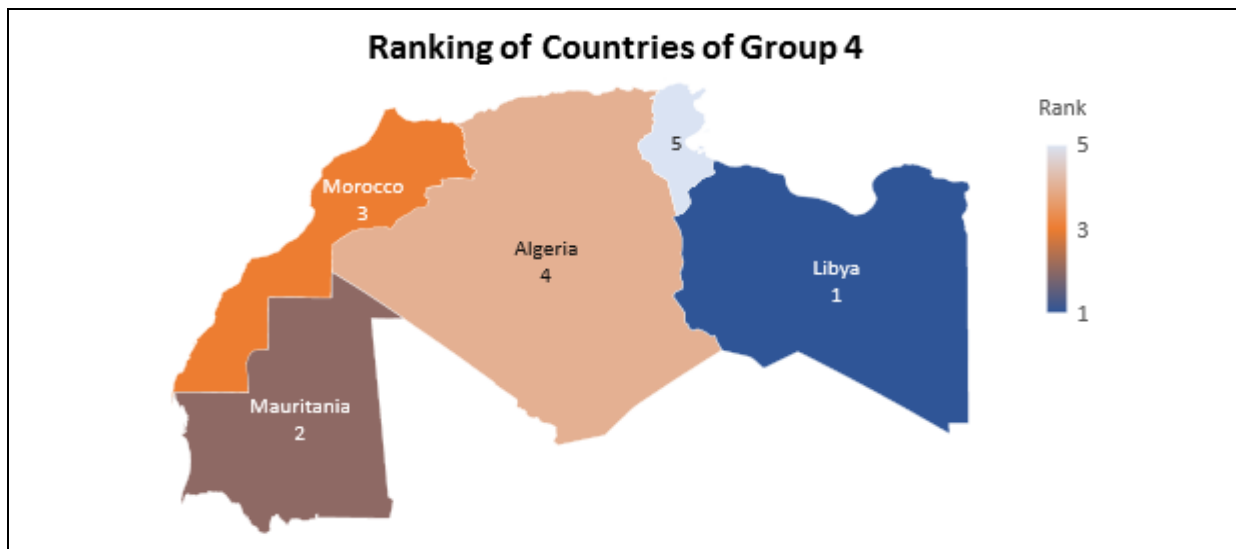 Ranking of Countries of Group 4
Rank
5
3
1
Morocco
3
Algeria
4
5
Libya
1
Mauritania
2